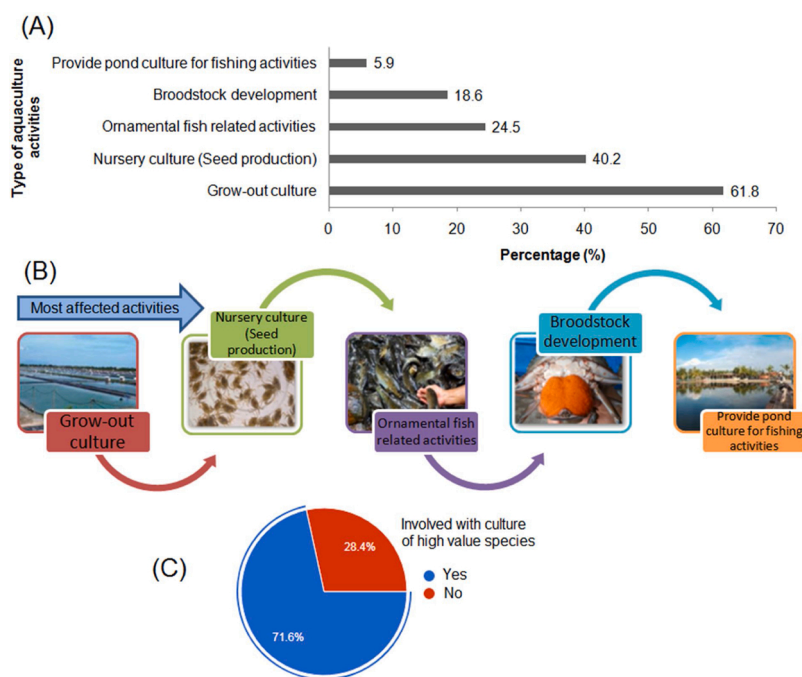 (A)
Type of aquaculture
activities
Provide pond culture for fishing activities
5.9
Broodstock development
18.6
Ornamental fish related activities
24.5
Nursery culture (Seed production)
40.2
Grow-out culture
61.8
0 10 20 30 40 50 60 70
Percentage (%)
(B)
Most affected activities
Nursery culture
(Seed
production)
Broodstock
development
Grow-out
culture
Ornamental fish
related activities
Provide pond
culture for fishing
activities
(C)
Involved with culture
of high value species
28.4%
Yes
No
71.6%